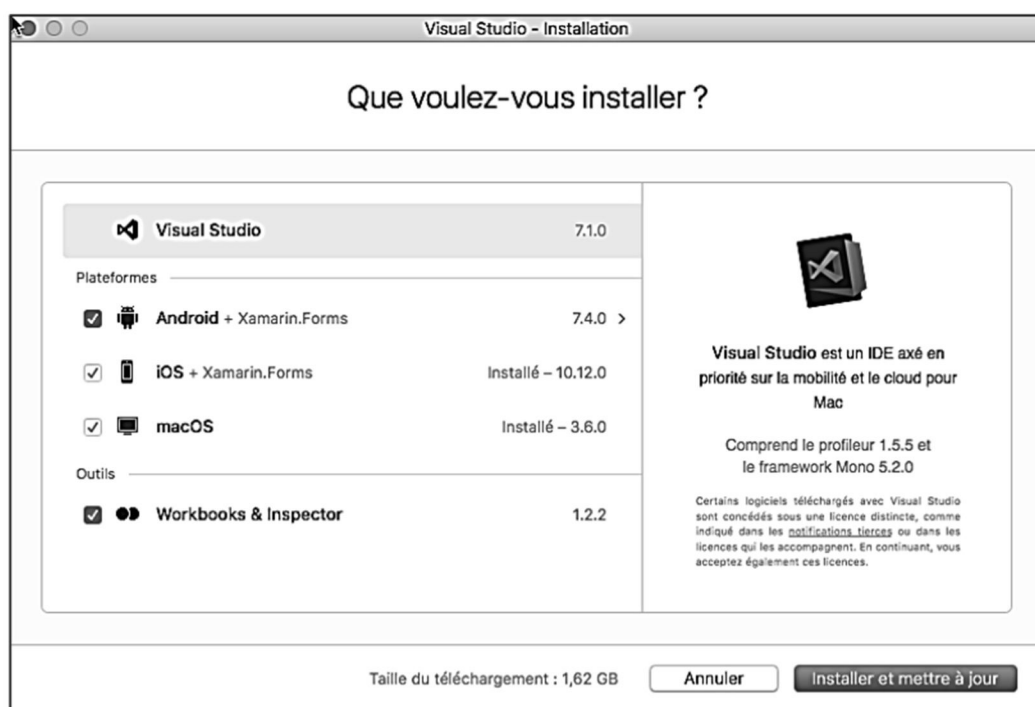 Visual Studio - Installation
Que voulez-vous installer ?
Visual Studio 7.1.0
Plateformes
Android + Xamarin.Forms 7.4.0 >
iOS + Xamarin.Forms Installé – 10.12.0
macOS Installé – 3.6.0
Outils
Workbooks & Inspector 1.2.2
Visual Studio est un IDE axé en
priorité sur la mobilité et le cloud pour
Mac
Comprend le profileur 1.5.5 et
le framework Mono 5.2.0
Certains logiciels téléchargés avec Visual Studio
sont concédés sous une licence distincte, comme
indiqué dans les notifications tierces ou dans les
licences qui les accompagnent. En continuant, vous
acceptez également ces licences.
Taille du téléchargement : 1,62 GB
Annuler
Installer et mettre à jour